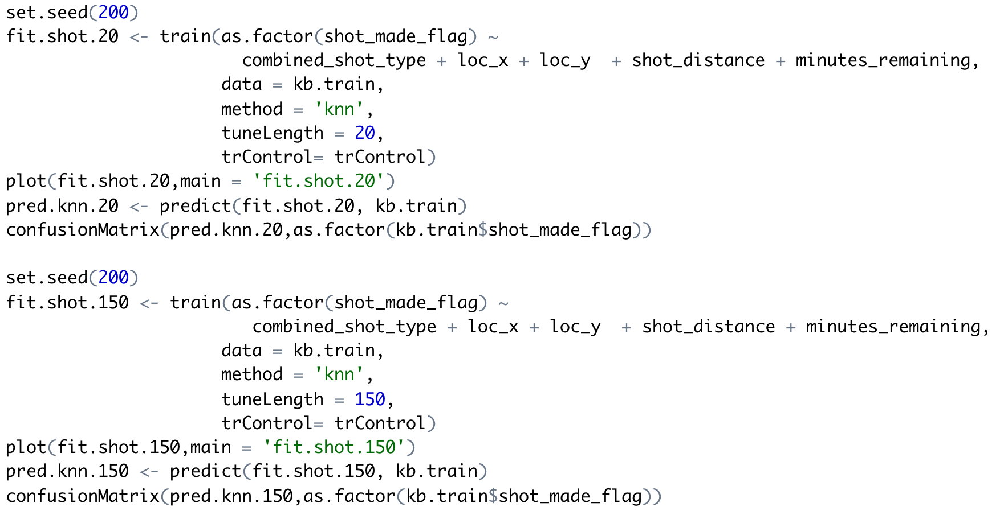 set.seed(200)
fit.shot.20 <- train(as.factor(shot_made_flag) ~
                       combined_shot_type + loc_x + loc_y  + shot_distance + minutes_remaining,
                     data = kb.train,
                     method = 'knn',
                     tuneLength = 20,
                     trControl= trControl)
plot(fit.shot.20,main = 'fit.shot.20')
pred.knn.20 <- predict(fit.shot.20, kb.train)
confusionMatrix(pred.knn.20,as.factor(kb.train$shot_made_flag))

set.seed(200)
fit.shot.150 <- train(as.factor(shot_made_flag) ~
                        combined_shot_type + loc_x + loc_y  + shot_distance + minutes_remaining,
                     data = kb.train,
                     method = 'knn',
                     tuneLength = 150,
                     trControl= trControl)
plot(fit.shot.150,main = 'fit.shot.150')
pred.knn.150 <- predict(fit.shot.150, kb.train)
confusionMatrix(pred.knn.150,as.factor(kb.train$shot_made_flag))